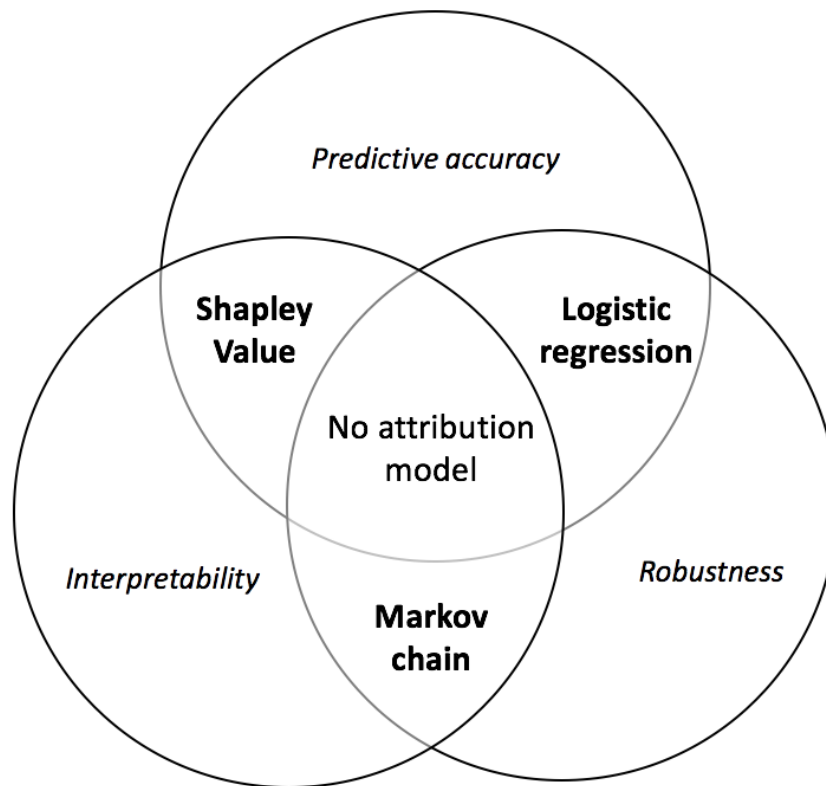 Predictive accuracy
Shapley
Value
Logistic
regression
No attribution
model
Interpretability
Robustness
Markov
chain